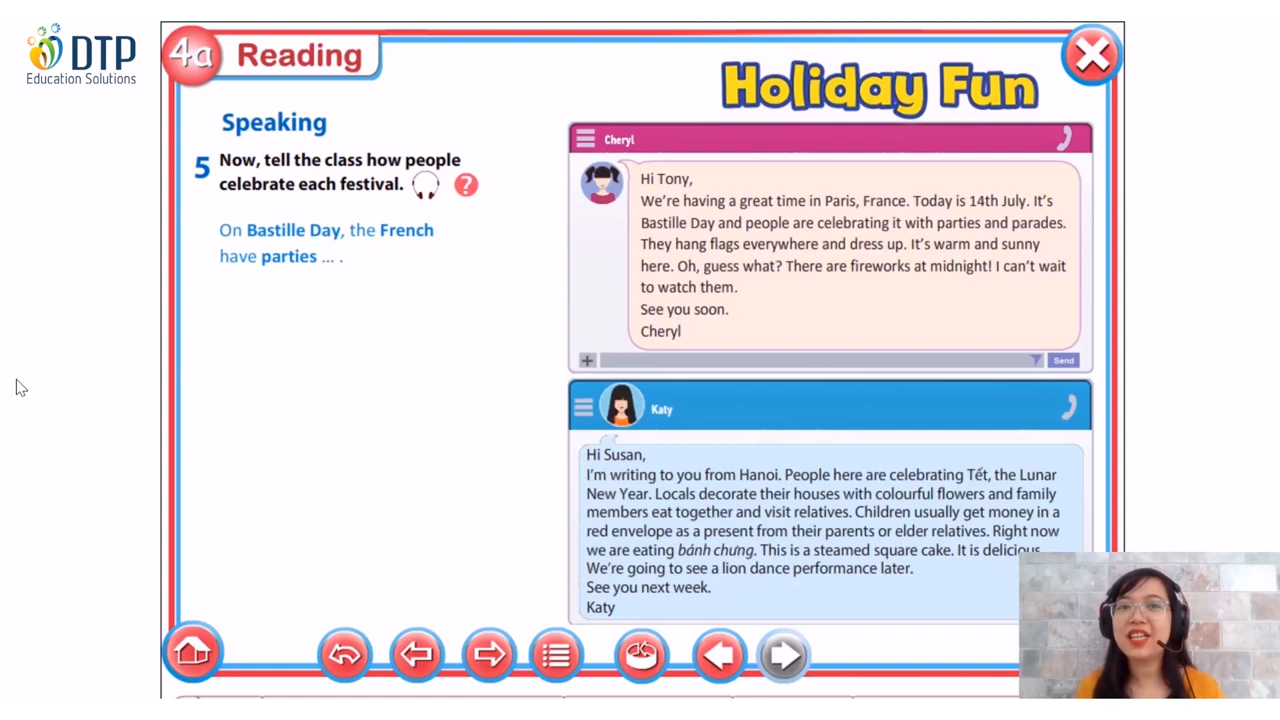 DTP
Education Solutions
4a Reading
Holiday Fun
Speaking
5 Now, tell the class how people
celebrate each festival.
?
On Bastille Day, the French
have parties ... .
Cheryl
Hi Tony,
We're having a great time in Paris, France. Today is 14th July. It's
Bastille Day and people are celebrating it with parties and parades.
They hang flags everywhere and dress up. It's warm and sunny
here. Oh, guess what? There are fireworks at midnight! I can't wait
to watch them.
See you soon.
Cheryl
Send
Katy
Hi Susan,
I'm writing to you from Hanoi. People here are celebrating Tết, the Lunar
New Year. Locals decorate their houses with colourful flowers and family
members eat together and visit relatives. Children usually get money in a
red envelope as a present from their parents or elder relatives. Right now
we are eating bánh chưng. This is a steamed square cake. It is delicious.
We're going to see a lion dance performance later.
See you next week.
Katy